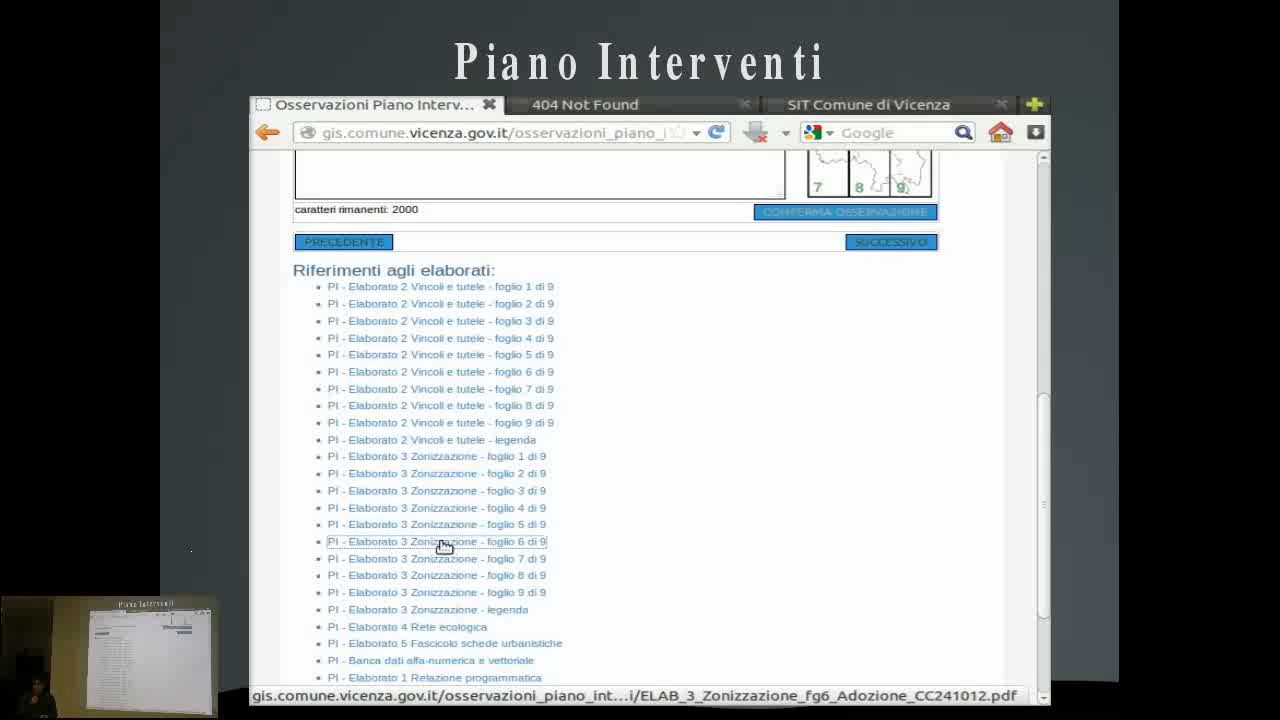 Piano Interventi
Osservazioni Piano Interv... 404 Not Found SIT Comune di Vicenza
gis.comune.vicenza.gov.it/osservazioni_piano_i Google
7 8 9
caratteri rimanenti: 2000 CONFERMA OSSERVAZIONE
PRECEDENTE SUCCESSIVO
Riferimenti agli elaborati:
PI - Elaborato 2 Vincoli e tutele - foglio 1 di 9
PI - Elaborato 2 Vincoli e tutele - foglio 2 di 9
PI - Elaborato 2 Vincoli e tutele - foglio 3 di 9
PI - Elaborato 2 Vincoli e tutele - foglio 4 di 9
PI - Elaborato 2 Vincoli e tutele - foglio 5 di 9
PI - Elaborato 2 Vincoli e tutele - foglio 6 di 9
PI - Elaborato 2 Vincoli e tutele - foglio 7 di 9
PI - Elaborato 2 Vincoli e tutele - foglio 8 di 9
PI - Elaborato 2 Vincoli e tutele - foglio 9 di 9
PI - Elaborato 2 Vincoli e tutele - legenda
PI - Elaborato 3 Zonizzazione - foglio 1 di 9
PI - Elaborato 3 Zonizzazione - foglio 2 di 9
PI - Elaborato 3 Zonizzazione - foglio 3 di 9
PI - Elaborato 3 Zonizzazione - foglio 4 di 9
PI - Elaborato 3 Zonizzazione - foglio 5 di 9
PI - Elaborato 3 Zonizzazione - foglio 6 di 9
PI - Elaborato 3 Zonizzazione - foglio 7 di 9
PI - Elaborato 3 Zonizzazione - foglio 8 di 9
PI - Elaborato 3 Zonizzazione - foglio 9 di 9
PI - Elaborato 3 Zonizzazione - legenda
PI - Elaborato 4 Rete ecologica
PI - Elaborato 5 Fascicolo schede urbanistiche
PI - Banca dati alfa-numerica e vettoriale
PI - Elaborato 1 Relazione programmatica
gis.comune.vicenza.gov.it/osservazioni_piano_int...i/ELAB_3_Zonizzazione_fg6_Adozione_CC241012.pdf
Piano Interventi